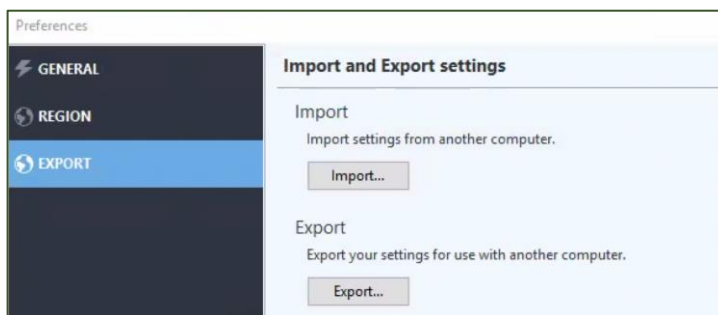 Preferences
GENERAL
REGION
EXPORT
Import and Export settings
Import
Import settings from another computer.
Import...
Export
Export your settings for use with another computer.
Export...